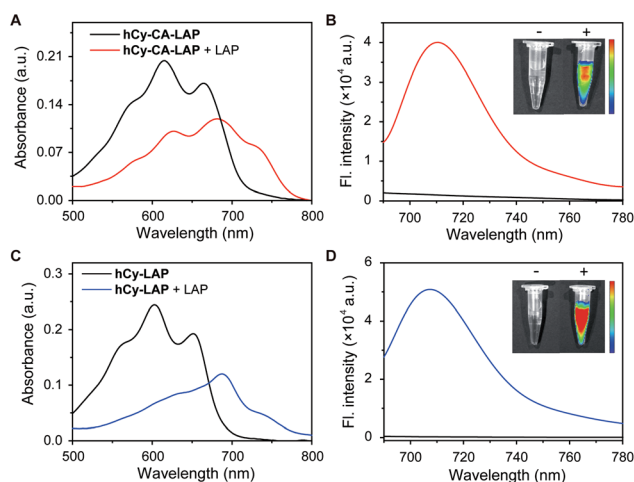 A
hCy-CA-LAP
hCy-CA-LAP + LAP
Absorbance (a.u.)
0.21
0.14
0.07
0.00
500 600 700 800
Wavelength (nm)
B
- +
Fl. intensity (×10⁴ a.u.)
4
3
2
1
0
700 720 740 760 780
Wavelength (nm)
C
hCy-LAP
hCy-LAP + LAP
Absorbance (a.u.)
0.3
0.2
0.1
0.0
500 600 700 800
Wavelength (nm)
D
- +
Fl. intensity (×10⁴ a.u.)
6
4
2
0
700 720 740 760 780
Wavelength (nm)